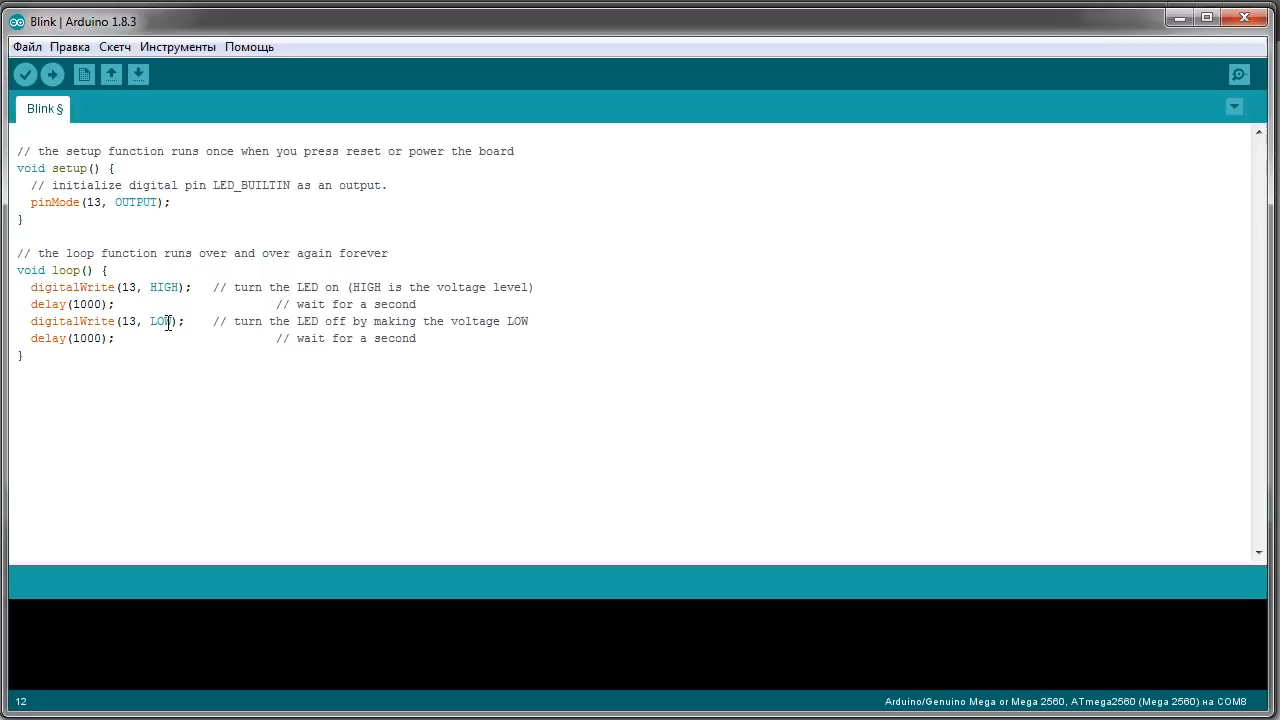 Blink | Arduino 1.8.3
Файл Правка Скетч Инструменты Помощь
Blink §
// the setup function runs once when you press reset or power the board
void setup() {
  // initialize digital pin LED_BUILTIN as an output.
  pinMode(13, OUTPUT);
}
// the loop function runs over and over again forever
void loop() {
  digitalWrite(13, HIGH);   // turn the LED on (HIGH is the voltage level)
  delay(1000);                       // wait for a second
  digitalWrite(13, LOW);    // turn the LED off by making the voltage LOW
  delay(1000);                       // wait for a second
}
12 Arduino/Genuino Mega or Mega 2560, ATmega2560 (Mega 2560) на COM8